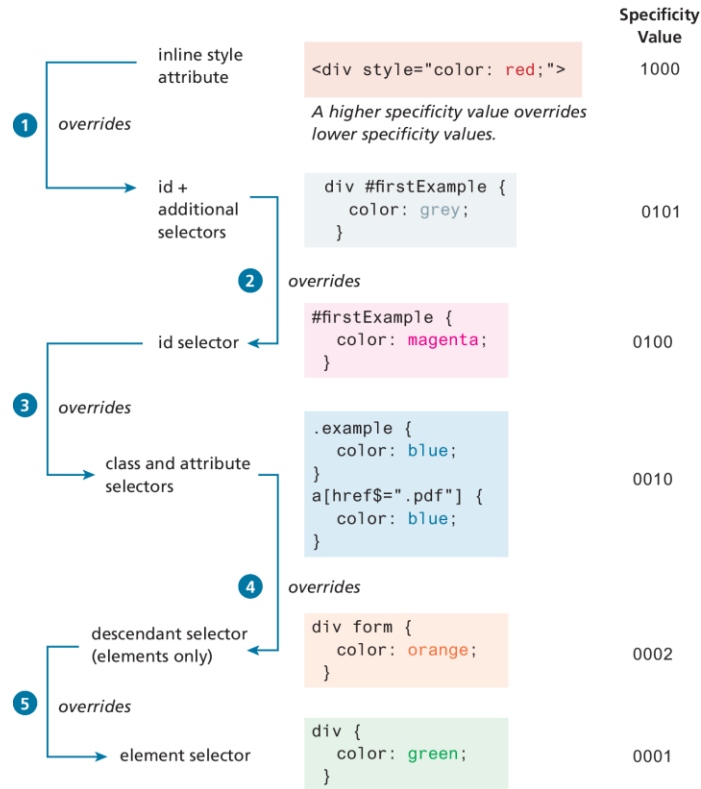 Specificity
Value
inline style
attribute
<div style="color: red;">
1000
A higher specificity value overrides
lower specificity values.
1
overrides
id +
additional
selectors
div #firstExample {
color: grey;
}
0101
2
overrides
id selector
#firstExample {
color: magenta;
}
0100
3
overrides
class and attribute
selectors
.example {
color: blue;
}
a[href$=".pdf"] {
color: blue;
}
0010
4
overrides
descendant selector
(elements only)
div form {
color: orange;
}
0002
5
overrides
element selector
div {
color: green;
}
0001